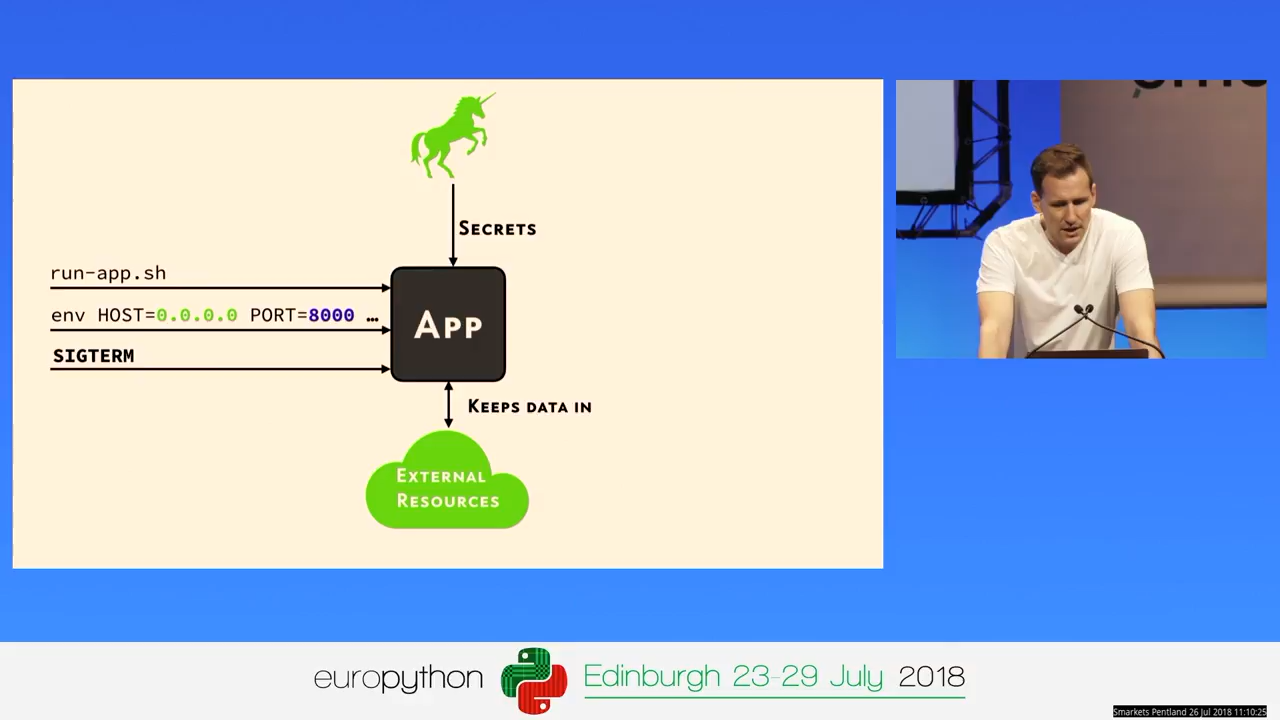 SECRETS
run-app.sh
env HOST=0.0.0.0 PORT=8000 …
SIGTERM
APP
KEEPS DATA IN
EXTERNAL
RESOURCES
europython
Edinburgh 23-29 July 2018
Smarkets Pentland 26 Jul 2018 11:10:25